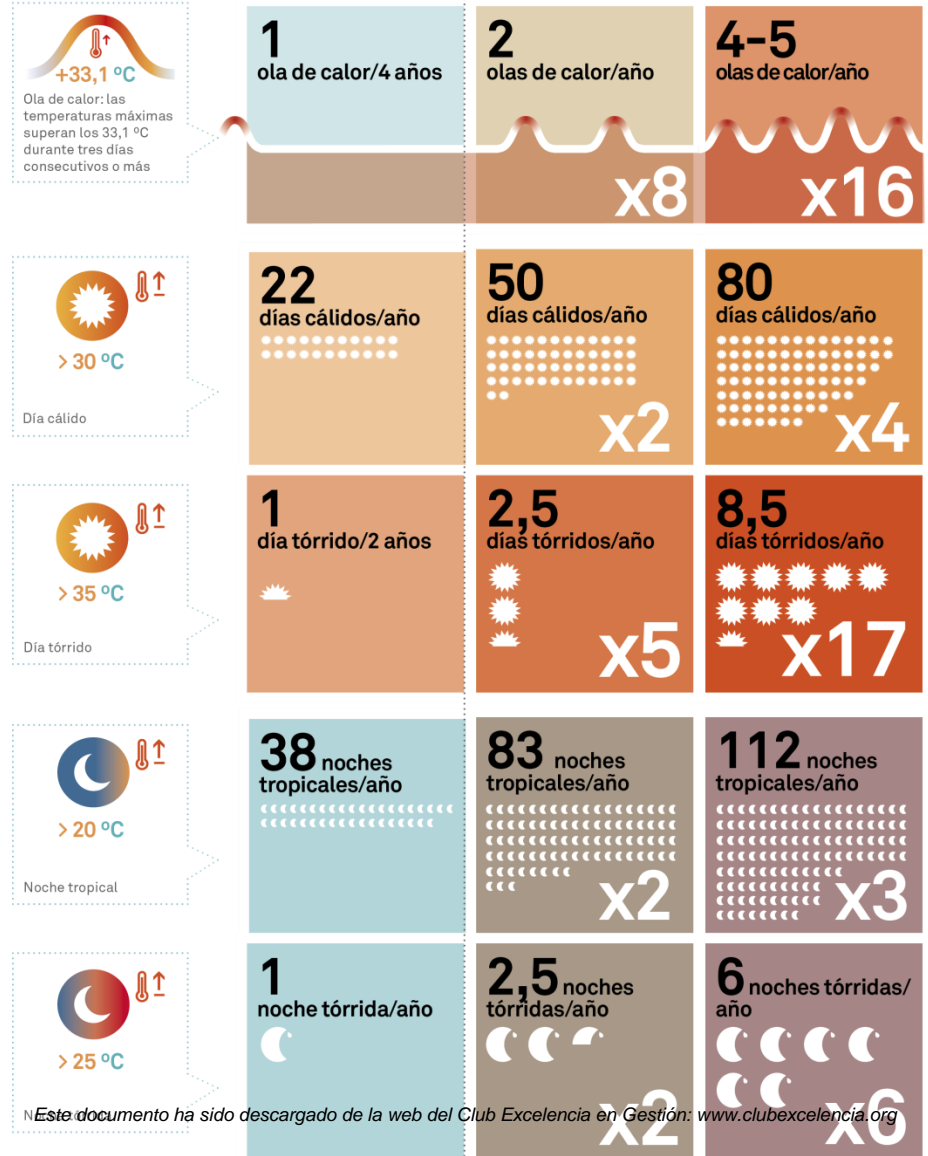 +33,1 ºC
Ola de calor: las
temperaturas máximas
superan los 33,1 ºC
durante tres días
consecutivos o más
1
ola de calor/4 años
2
olas de calor/año
x8
4-5
olas de calor/año
x16
> 30 ºC
Día cálido
22
días cálidos/año
50
días cálidos/año
x2
80
días cálidos/año
x4
> 35 ºC
Día tórrido
1
día tórrido/2 años
2,5
días tórridos/año
x5
8,5
días tórridos/año
x17
> 20 ºC
Noche tropical
38 noches
tropicales/año
83 noches
tropicales/año
x2
112 noches
tropicales/año
x3
> 25 ºC
Noche tórrida
1
noche tórrida/año
2,5 noches
tórridas/año
x2
6 noches tórridas/
año
x6
Este documento ha sido descargado de la web del Club Excelencia en Gestión: www.clubexcelencia.org